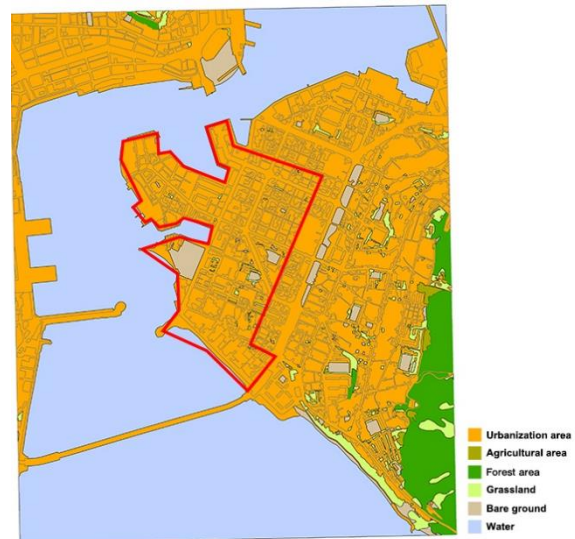 Urbanization area
Agricultural area
Forest area
Grassland
Bare ground
Water